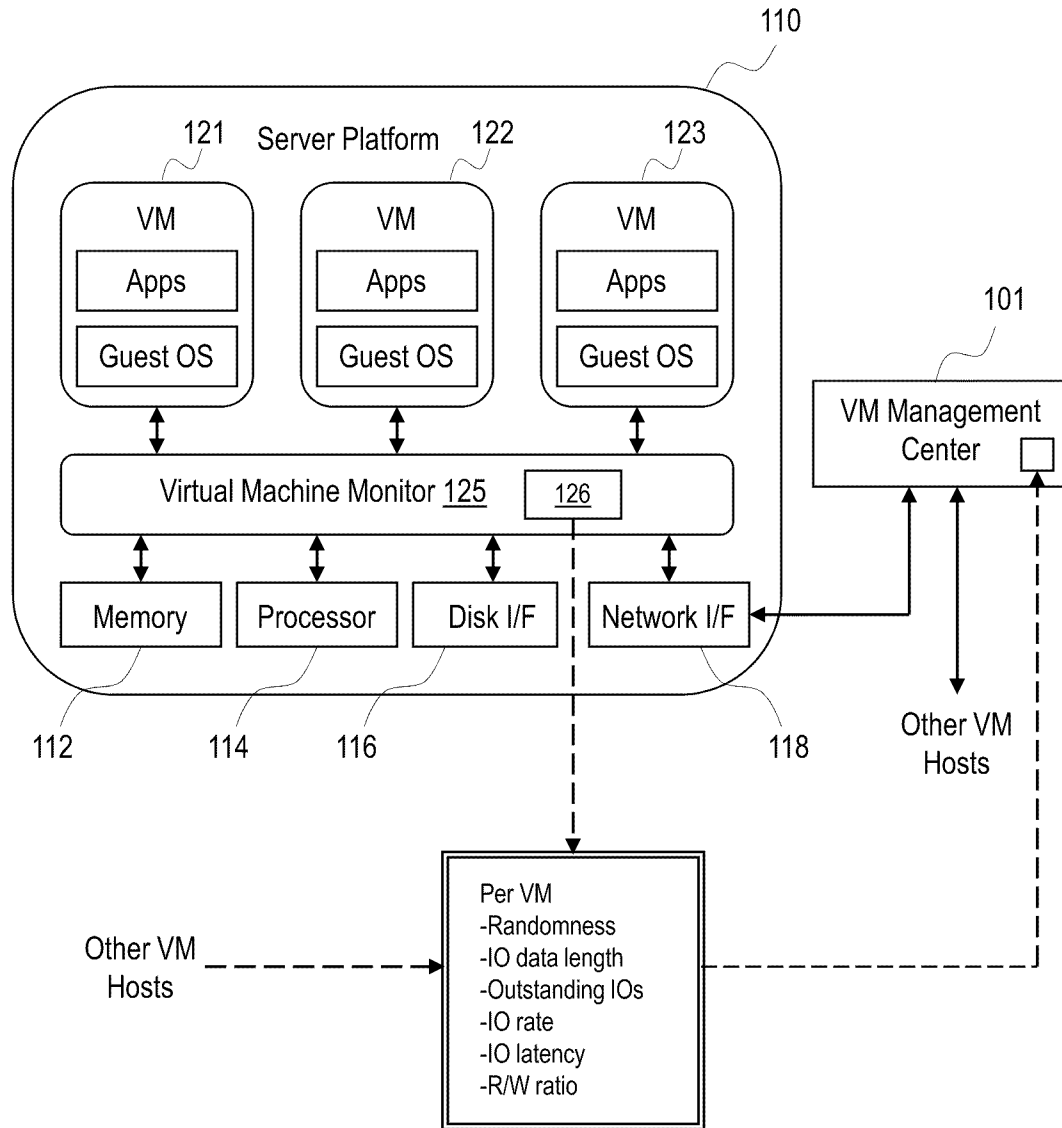 110
Server Platform
121
122
123
VM
Apps
Guest OS
VM
Apps
Guest OS
VM
Apps
Guest OS
101
VM Management
Center
Virtual Machine Monitor 125
126
Memory
Processor
Disk I/F
Network I/F
112
114
116
118
Other VM
Hosts
Other VM
Hosts
Per VM
-Randomness
-IO data length
-Outstanding IOs
-IO rate
-IO latency
-R/W ratio